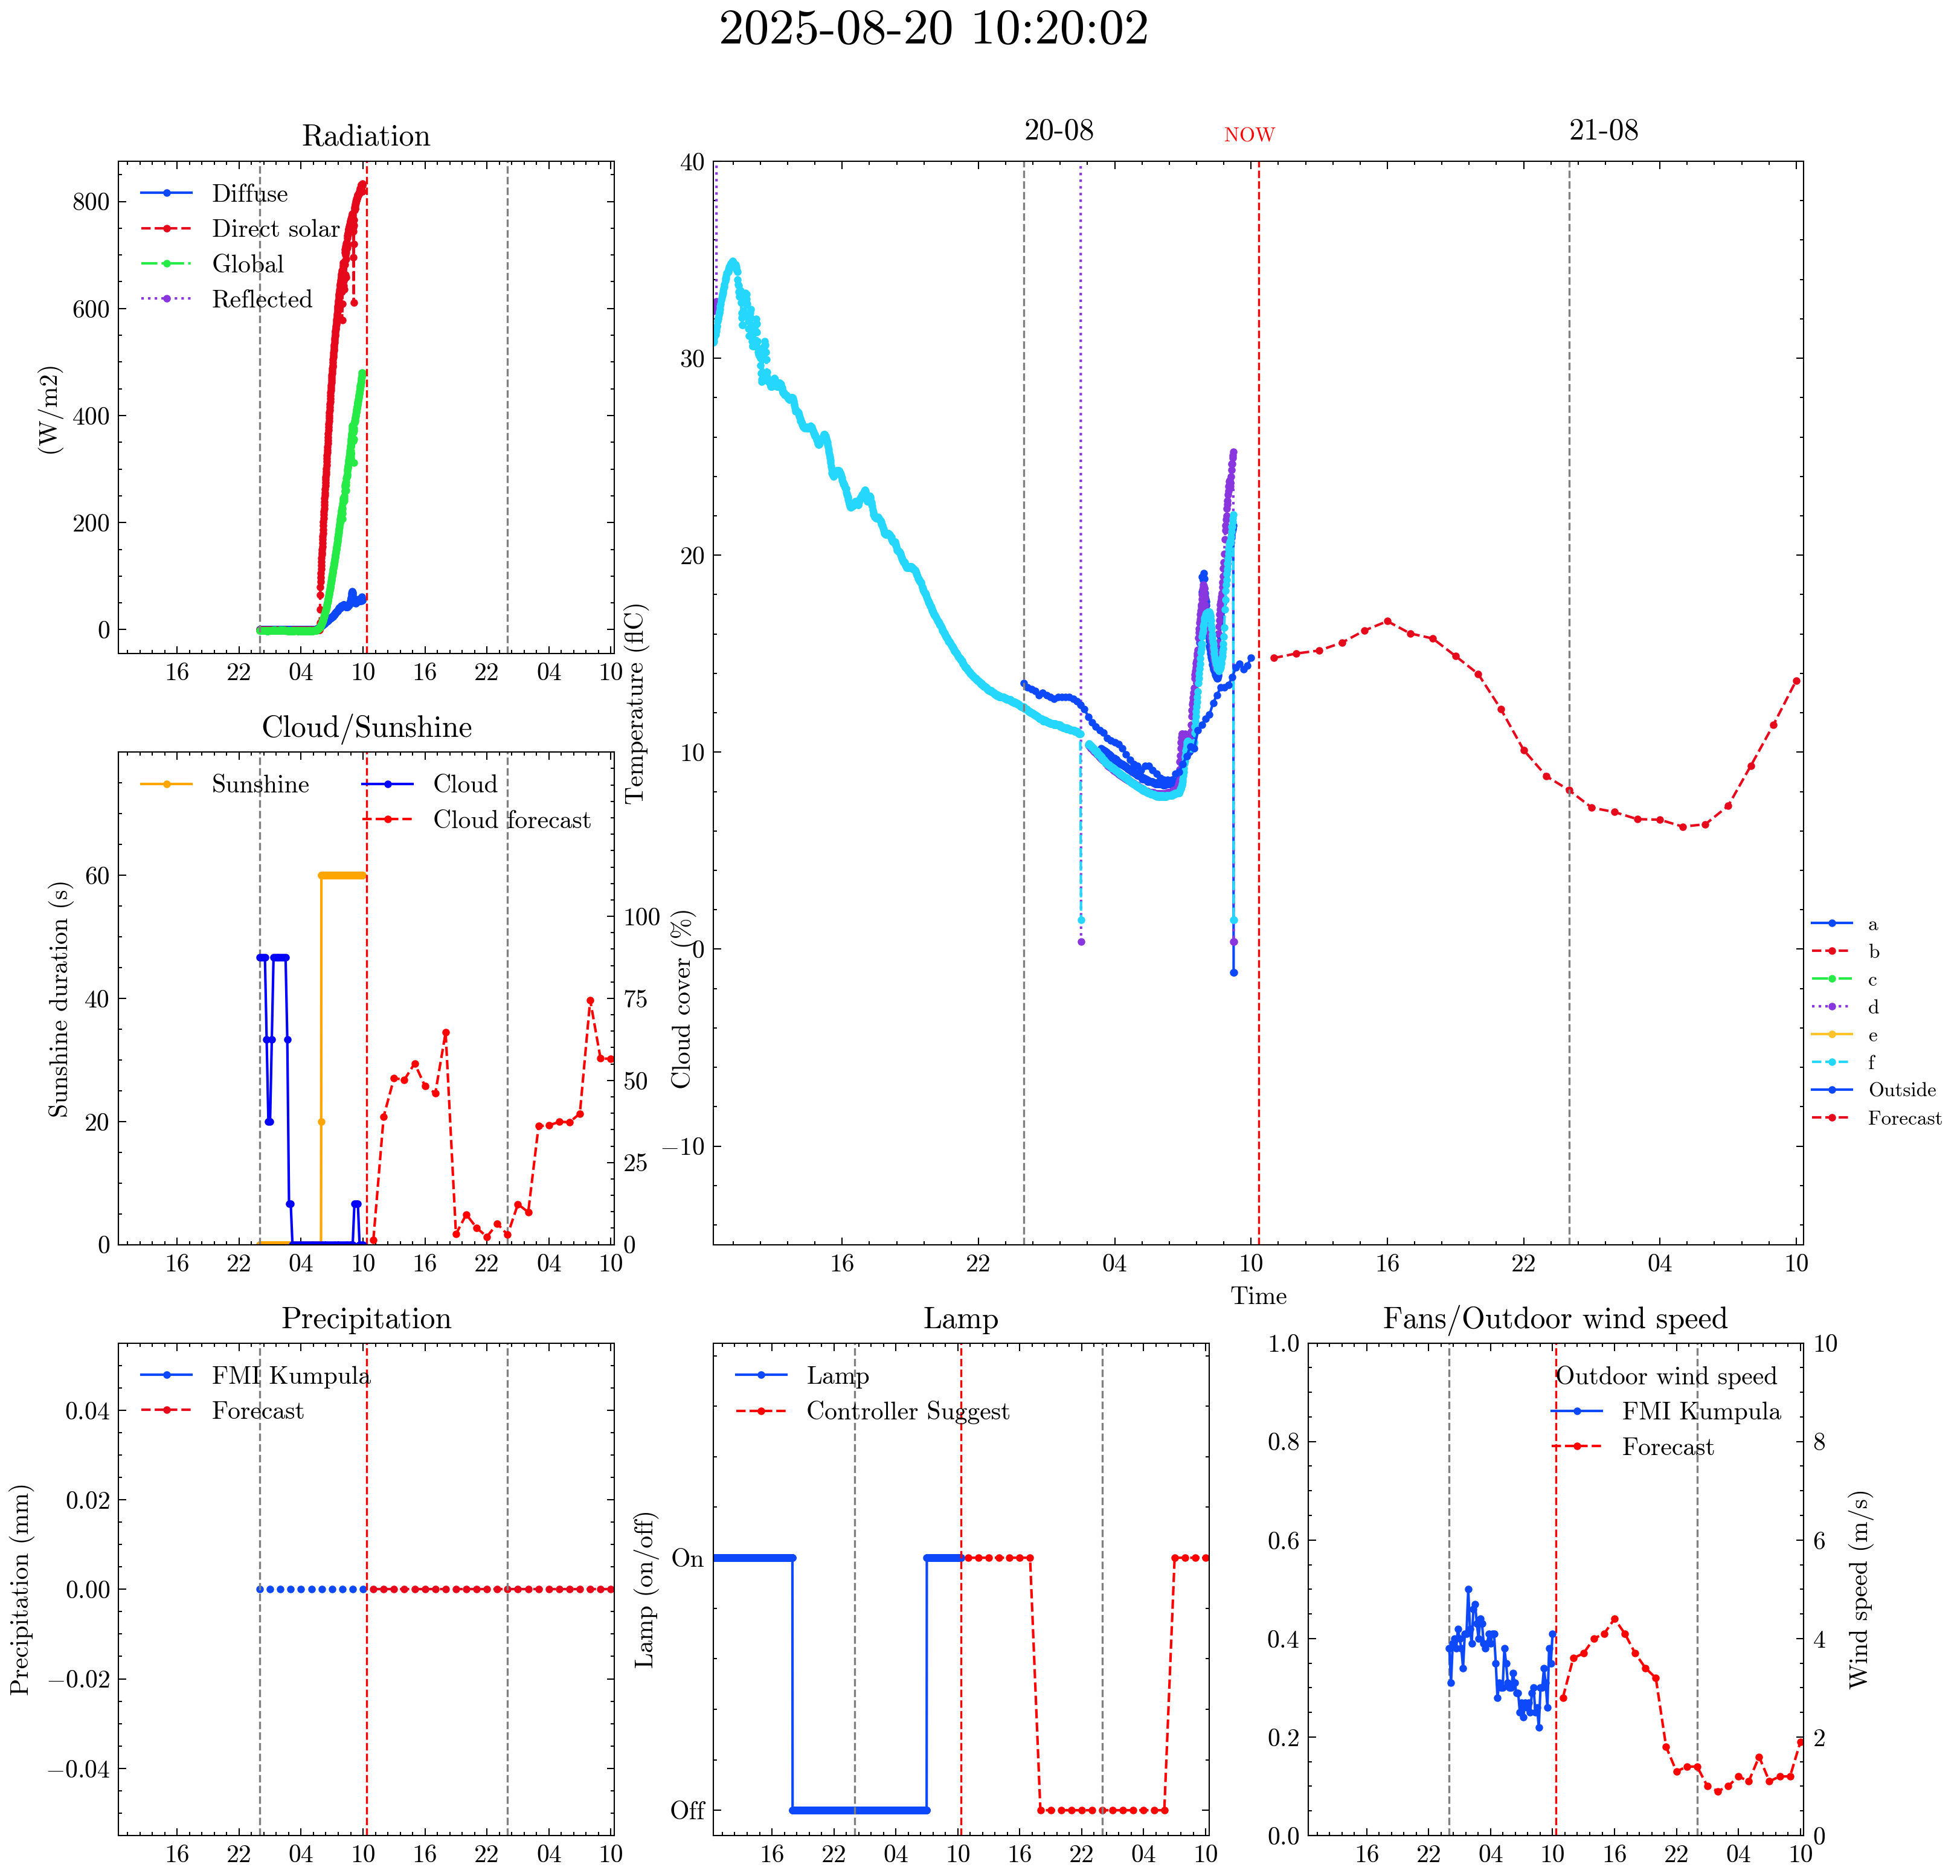 2025-08-20 10:20:02
Radiation
20-08
NOW
21-08
Diffuse
Direct solar
Global
Reflected
(W/m2)
800
600
400
200
0
16 22 04 10 16 22 04 10
Temperature (flC)
40
30
20
10
0
−10
16 22 04 10 16 22 04 10
Time
a
b
c
d
e
f
Outside
Forecast
Cloud/Sunshine
Sunshine
Cloud
Cloud forecast
Sunshine duration (s)
60
40
20
0
Cloud cover (%)
100
75
50
25
0
16 22 04 10 16 22 04 10
Precipitation
FMI Kumpula
Forecast
Precipitation (mm)
0.04
0.02
0.00
−0.02
−0.04
16 22 04 10 16 22 04 10
Lamp
Lamp
Controller Suggest
Lamp (on/off)
On
Off
16 22 04 10 16 22 04 10
Fans/Outdoor wind speed
Outdoor wind speed
FMI Kumpula
Forecast
1.0
0.8
0.6
0.4
0.2
0.0
10
8
6
4
2
0
Wind speed (m/s)
16 22 04 10 16 22 04 10